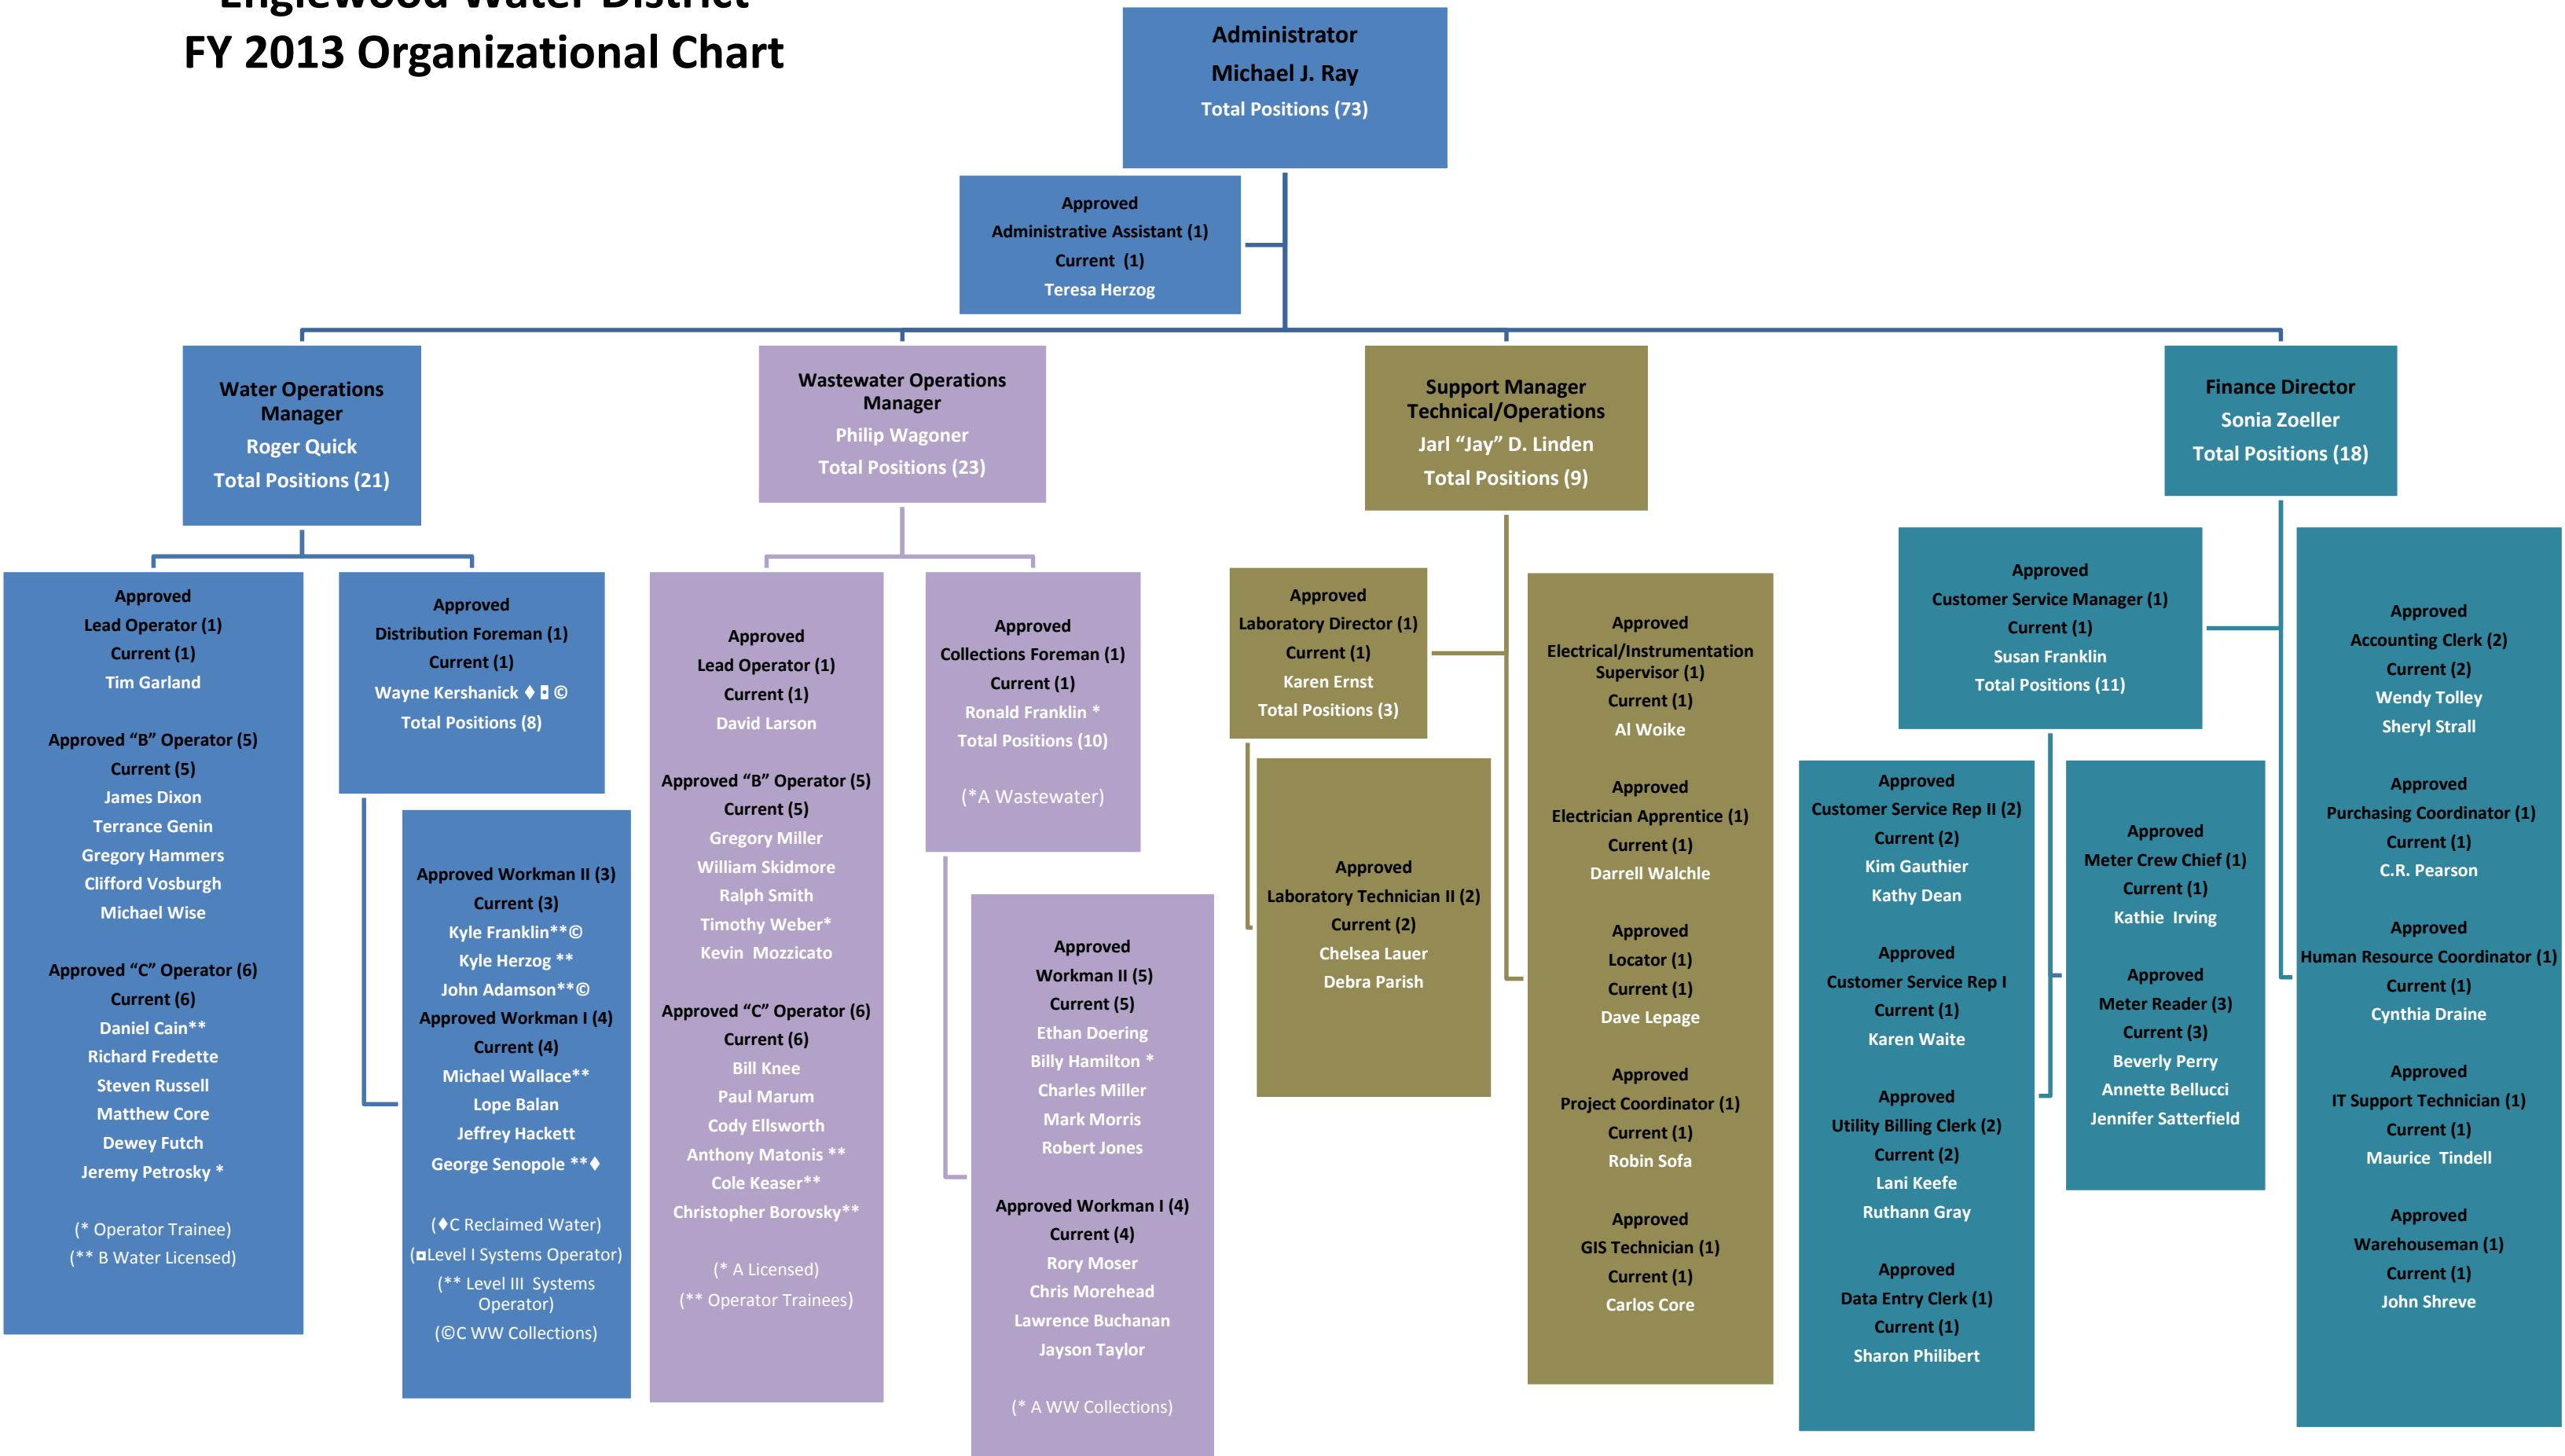 Englewood Water District
FY 2013 Organizational Chart
Administrator
Michael J. Ray
Total Positions (73)
Approved
Administrative Assistant (1)
Current (1)
Teresa Herzog
Water Operations
Manager
Roger Quick
Total Positions (21)
Wastewater Operations
Manager
Philip Wagoner
Total Positions (23)
Support Manager
Technical/Operations
Jarl “Jay” D. Linden
Total Positions (9)
Finance Director
Sonia Zoeller
Total Positions (18)
Approved
Lead Operator (1)
Current (1)
Tim Garland
Approved “B” Operator (5)
Current (5)
James Dixon
Terrance Genin
Gregory Hammers
Clifford Vosburgh
Michael Wise
Approved “C” Operator (6)
Current (6)
Daniel Cain**
Richard Fredette
Steven Russell
Matthew Core
Dewey Futch
Jeremy Petrosky *
(* Operator Trainee)
(** B Water Licensed)
Approved
Distribution Foreman (1)
Current (1)
Wayne Kershanick ♦ ◘ ©
Total Positions (8)
Approved Workman II (3)
Current (3)
Kyle Franklin**©
Kyle Herzog **
John Adamson**©
Approved Workman I (4)
Current (4)
Michael Wallace**
Lope Balan
Jeffrey Hackett
George Senopole **♦
(♦C Reclaimed Water)
(◘Level I Systems Operator)
(** Level III Systems
Operator)
(©C WW Collections)
Approved
Lead Operator (1)
Current (1)
David Larson
Approved “B” Operator (5)
Current (5)
Gregory Miller
William Skidmore
Ralph Smith
Timothy Weber*
Kevin Mozzicato
Approved “C” Operator (6)
Current (6)
Bill Knee
Paul Marum
Cody Ellsworth
Anthony Matonis **
Cole Keaser**
Christopher Borovsky**
(* A Licensed)
(** Operator Trainees)
Approved
Collections Foreman (1)
Current (1)
Ronald Franklin *
Total Positions (10)
(*A Wastewater)
Approved
Workman II (5)
Current (5)
Ethan Doering
Billy Hamilton *
Charles Miller
Mark Morris
Robert Jones
Approved Workman I (4)
Current (4)
Rory Moser
Chris Morehead
Lawrence Buchanan
Jayson Taylor
(* A WW Collections)
Approved
Laboratory Director (1)
Current (1)
Karen Ernst
Total Positions (3)
Approved
Laboratory Technician II (2)
Current (2)
Chelsea Lauer
Debra Parish
Approved
Electrical/Instrumentation
Supervisor (1)
Current (1)
Al Woike
Approved
Electrician Apprentice (1)
Current (1)
Darrell Walchle
Approved
Locator (1)
Current (1)
Dave Lepage
Approved
Project Coordinator (1)
Current (1)
Robin Sofa
Approved
GIS Technician (1)
Current (1)
Carlos Core
Approved
Customer Service Manager (1)
Current (1)
Susan Franklin
Total Positions (11)
Approved
Customer Service Rep II (2)
Current (2)
Kim Gauthier
Kathy Dean
Approved
Customer Service Rep I
Current (1)
Karen Waite
Approved
Utility Billing Clerk (2)
Current (2)
Lani Keefe
Ruthann Gray
Approved
Data Entry Clerk (1)
Current (1)
Sharon Philibert
Approved
Meter Crew Chief (1)
Current (1)
Kathie Irving
Approved
Meter Reader (3)
Current (3)
Beverly Perry
Annette Bellucci
Jennifer Satterfield
Approved
Accounting Clerk (2)
Current (2)
Wendy Tolley
Sheryl Strall
Approved
Purchasing Coordinator (1)
Current (1)
C.R. Pearson
Approved
Human Resource Coordinator (1)
Current (1)
Cynthia Draine
Approved
IT Support Technician (1)
Current (1)
Maurice Tindell
Approved
Warehouseman (1)
Current (1)
John Shreve